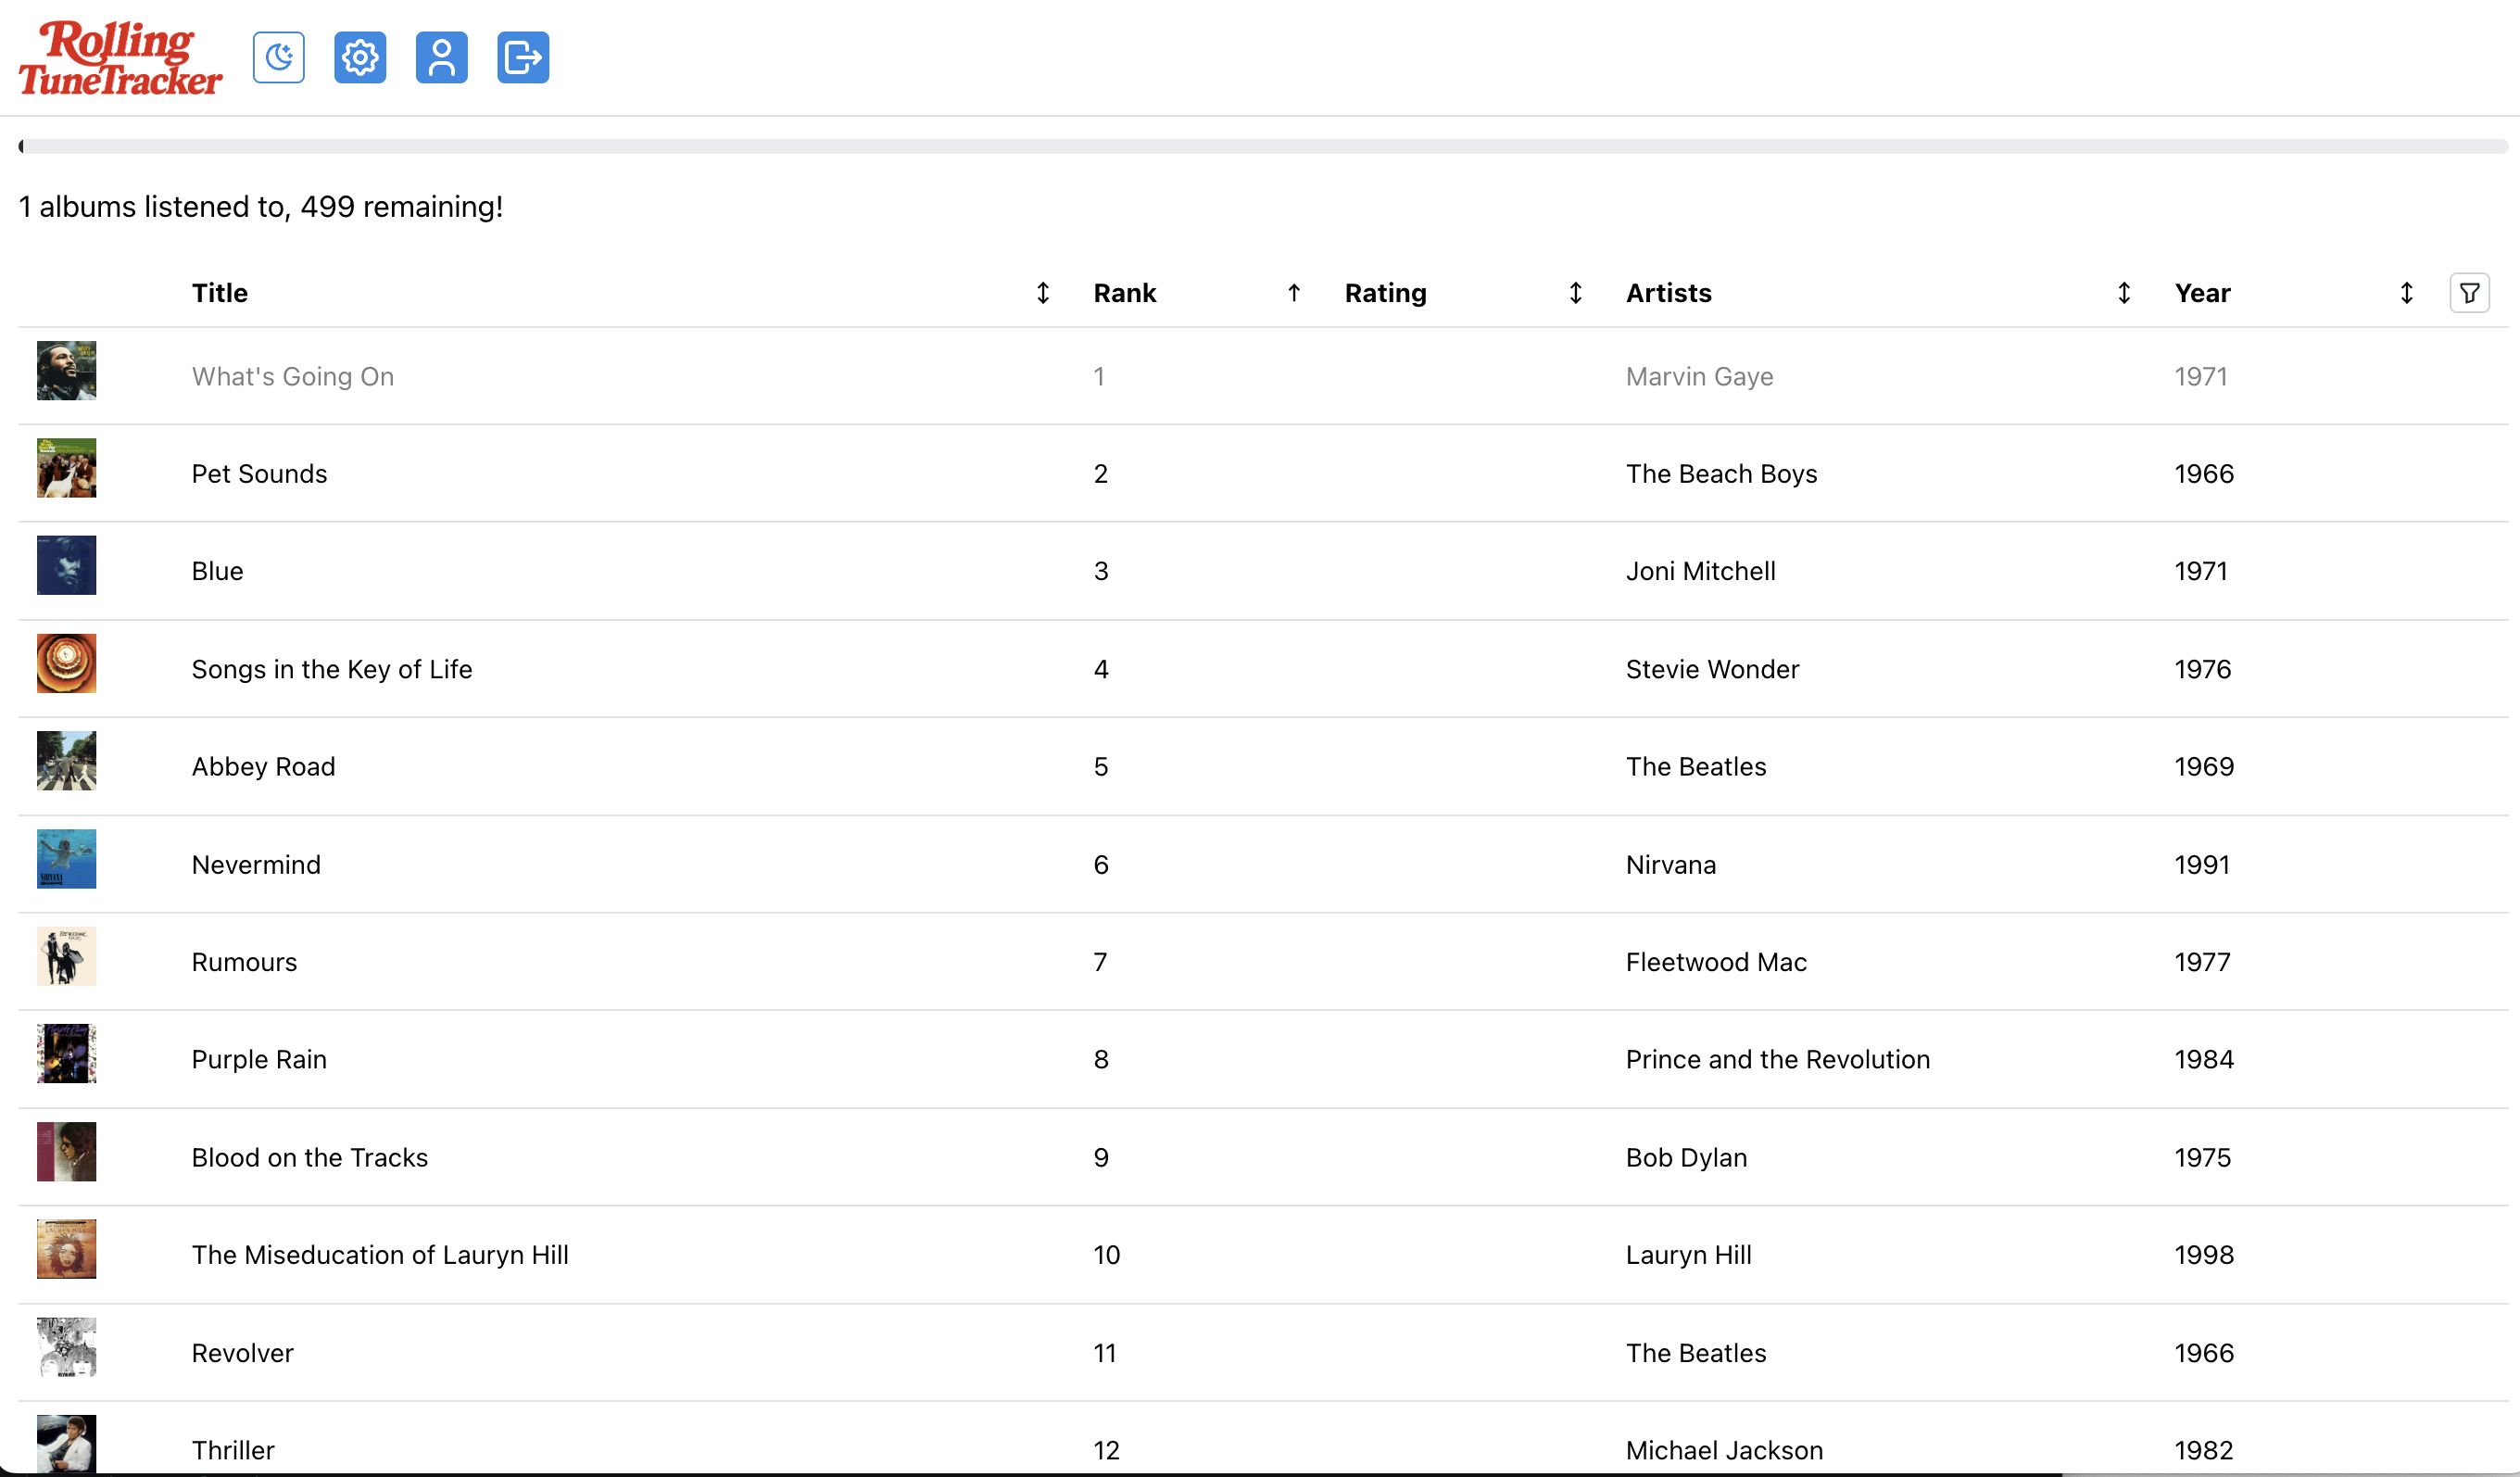 Rolling
TuneTracker
1 albums listened to, 499 remaining!
Title Rank Rating Artists Year
What's Going On 1 Marvin Gaye 1971
Pet Sounds 2 The Beach Boys 1966
Blue 3 Joni Mitchell 1971
Songs in the Key of Life 4 Stevie Wonder 1976
Abbey Road 5 The Beatles 1969
NIRVANA
Nevermind 6 Nirvana 1991
Rumours 7 Fleetwood Mac 1977
Purple Rain 8 Prince and the Revolution 1984
Blood on the Tracks 9 Bob Dylan 1975
LAURYN HILL
The Miseducation of Lauryn Hill 10 Lauryn Hill 1998
Revolver 11 The Beatles 1966
Thriller 12 Michael Jackson 1982